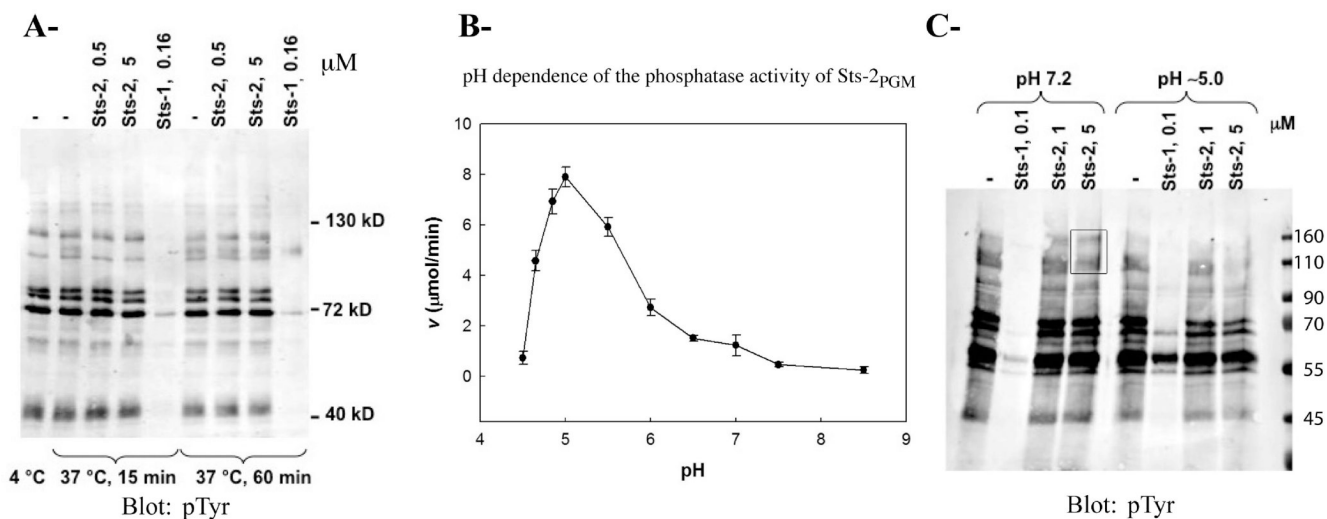 A-
-
-
Sts-2, 0.5
Sts-2, 5
Sts-1, 0.16
-
Sts-2, 0.5
Sts-2, 5
Sts-1, 0.16
μM
130 kD
72 kD
40 kD
4 °C
37 °C, 15 min
37 °C, 60 min
Blot: pTyr
B-
pH dependence of the phosphatase activity of Sts-2PGM
v (μmol/min)
10
8
6
4
2
0
4 5 6 7 8 9
pH
C-
pH 7.2
pH ~5.0
-
Sts-1, 0.1
Sts-2, 1
Sts-2, 5
-
Sts-1, 0.1
Sts-2, 1
Sts-2, 5
μM
160
110
90
70
55
45
Blot: pTyr